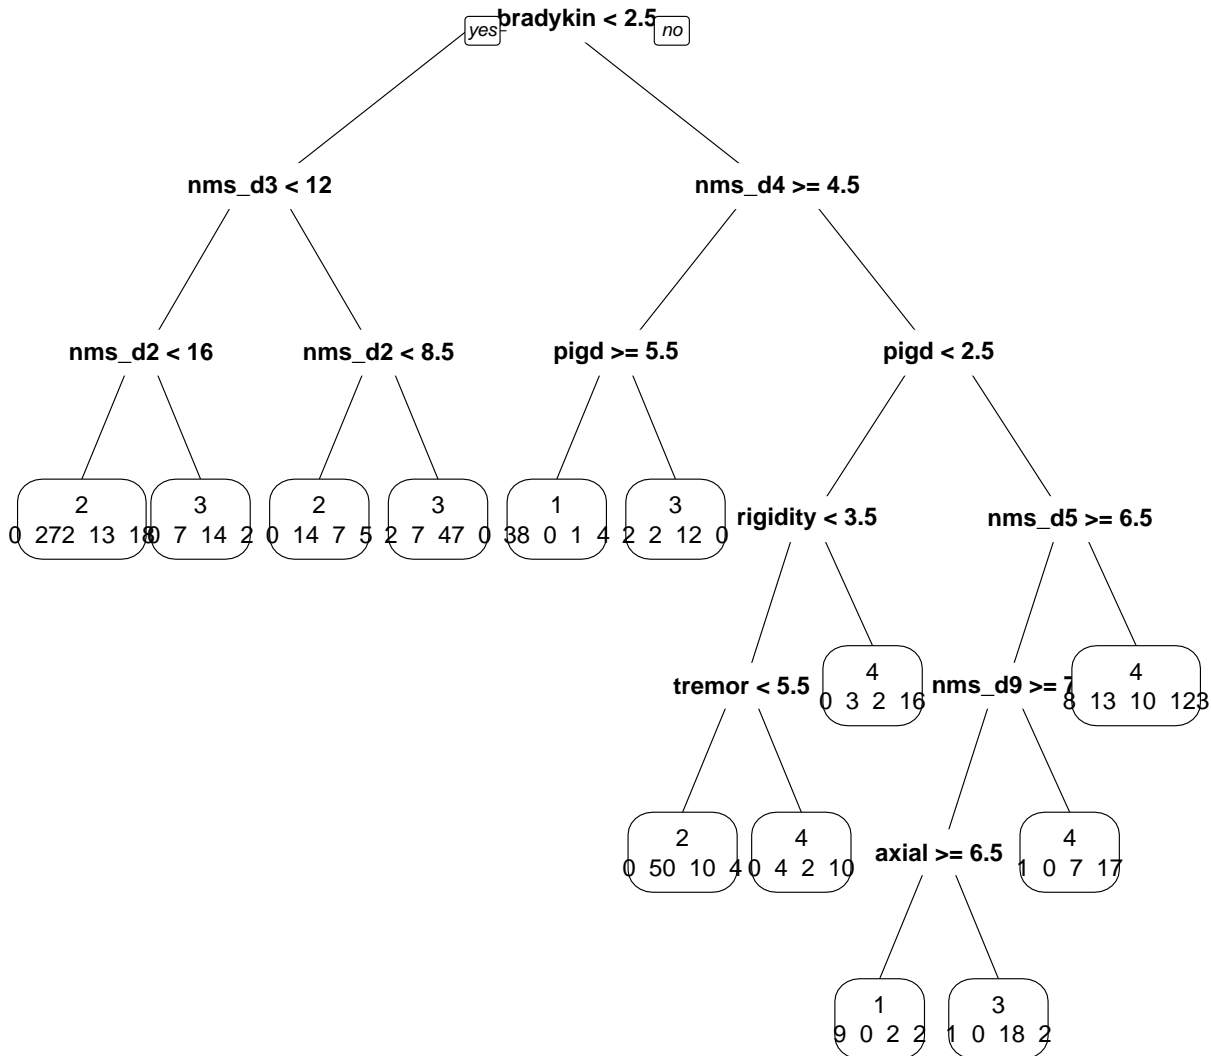 bradykin < 2.5
yes no
nms_d3 < 12 nms_d4 >= 4.5
nms_d2 < 16 nms_d2 < 8.5 pigd >= 5.5 pigd < 2.5
2 3 2 3 1 3 rigidity < 3.5 nms_d5 >= 6.5
0 272 13 18 0 7 14 2 0 14 7 5 2 7 47 0 38 0 1 4 2 2 12 0
tremor < 5.5 4 nms_d9 >= 7 4
0 3 2 16 8 13 10 123
2 4 axial >= 6.5 4
0 50 10 4 0 4 2 10 1 0 7 17
1 3
9 0 2 2 1 0 18 2